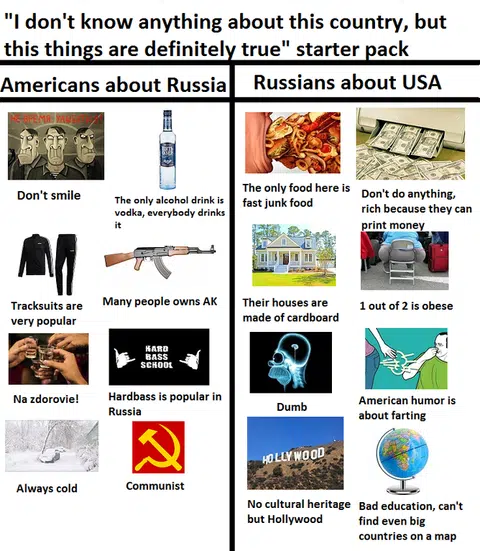 "I don't know anything about this country, but
this things are definitely true" starter pack
Americans about Russia
Russians about USA
Don't smile
The only alcohol drink is
vodka, everybody drinks
it
Tracksuits are
very popular
Many people owns AK
Na zdorovie!
HARD
BASS
SCHOOL
Hardbass is popular in
Russia
Always cold
Communist
The only food here is
fast junk food
Don't do anything,
rich because they can
print money
Their houses are
made of cardboard
1 out of 2 is obese
Dumb
American humor is
about farting
HOLLYWOOD
No cultural heritage
but Hollywood
Bad education, can't
find even big
countries on a map